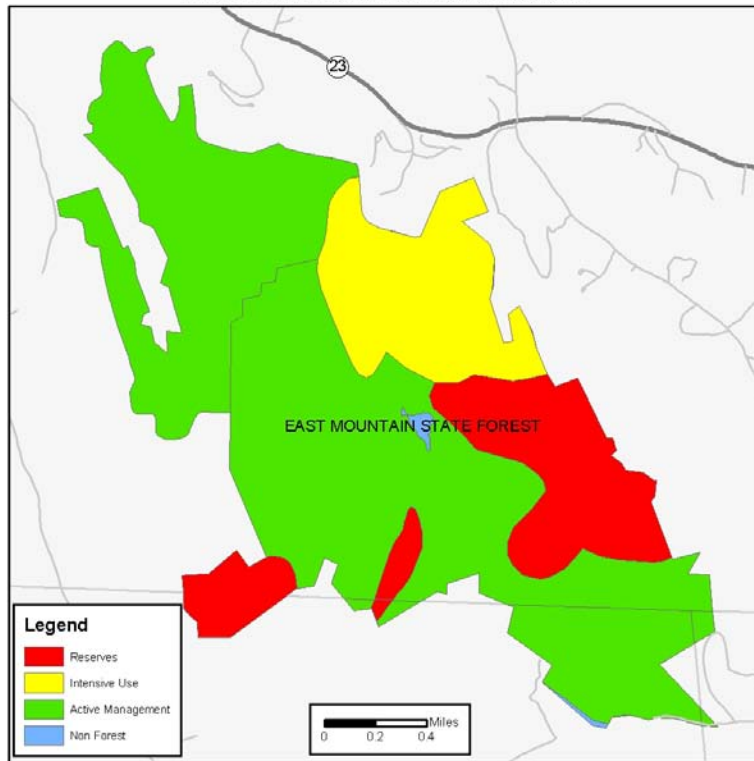 23
EAST MOUNTAIN STATE FOREST
Legend
Reserves
Intensive Use
Active Management
Non Forest
Miles
0 0.2 0.4